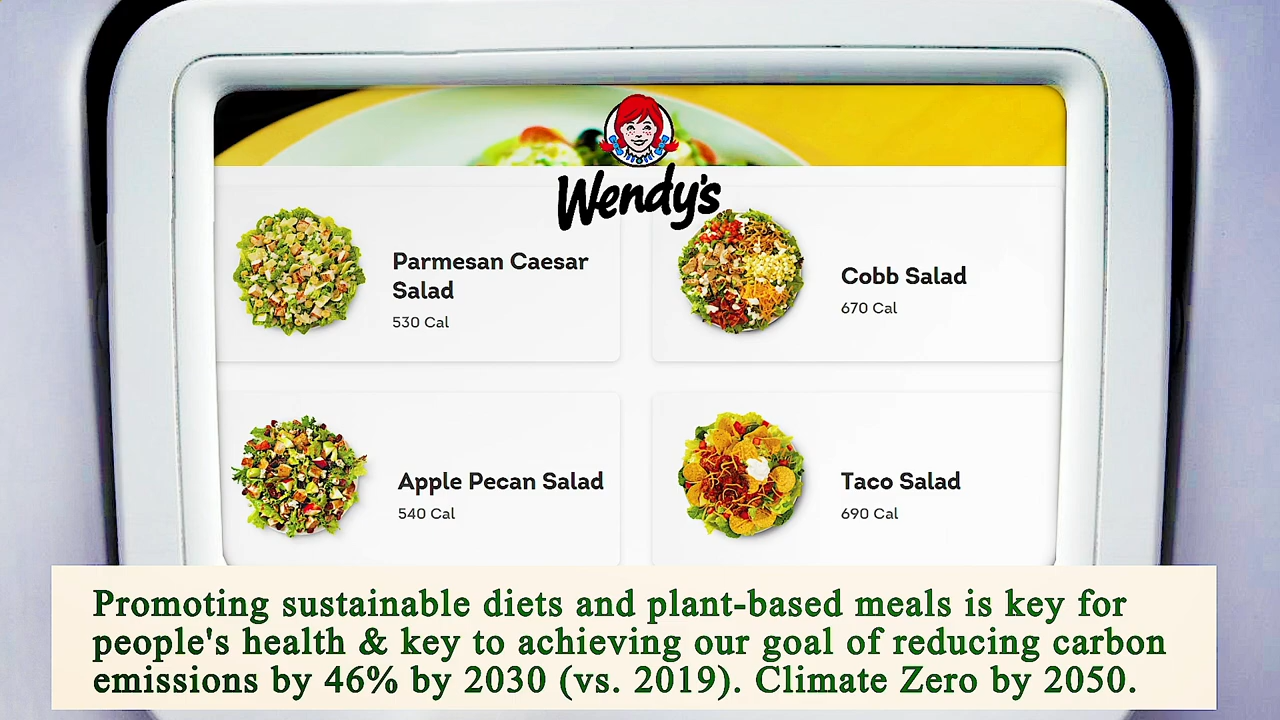 Wendy's
Parmesan Caesar
Salad
530 Cal
Cobb Salad
670 Cal
Apple Pecan Salad
540 Cal
Taco Salad
690 Cal
Promoting sustainable diets and plant-based meals is key for
people's health & key to achieving our goal of reducing carbon
emissions by 46% by 2030 (vs. 2019). Climate Zero by 2050.